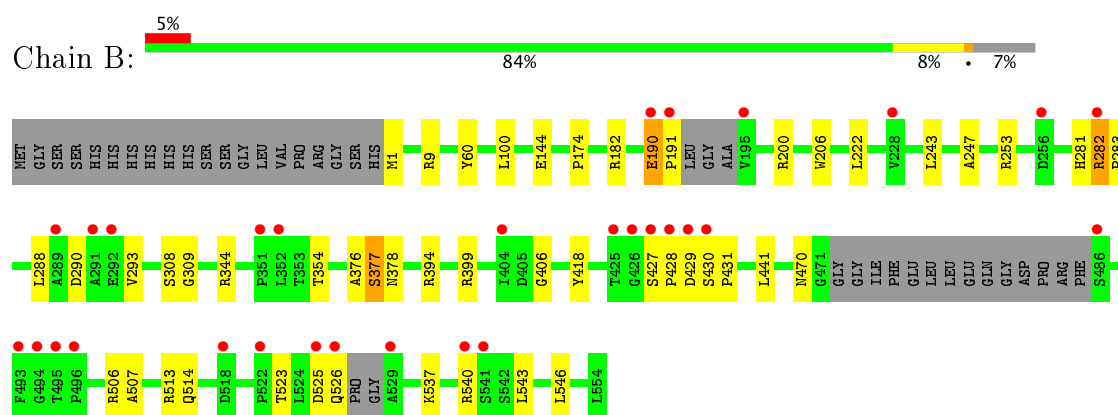 5%
Chain B:
84% 8% • 7%
MET GLY SER SER HIS HIS HIS HIS HIS HIS SER SER GLY LEU VAL PRO ARG GLY SER HIS M1 R9 Y60 L100 E144 P174 R182 E190 P191 LEU GLY ALA V195 R200 W206 L222 V228 L243 A247 R253 D256 H281 R282 P283
L288 A289 D290 A291 E292 V293 S308 G309 R344 P351 L352 T353 T354 A376 S377 N378 R394 R399 I404 D405 G406 Y418 T425 G426 S427 P428 D429 S430 P431 L441 N470 G471 GLY GLY ILE PHE GLU LEU LEU GLU GLN GLY ASP PRO ARG PHE S486
F493 G494 T495 P496 R506 A507 R513 Q514 D518 P522 T523 L524 D525 Q526 PRO GLY A529 K537 R540 S541 S542 L543 L546 L554